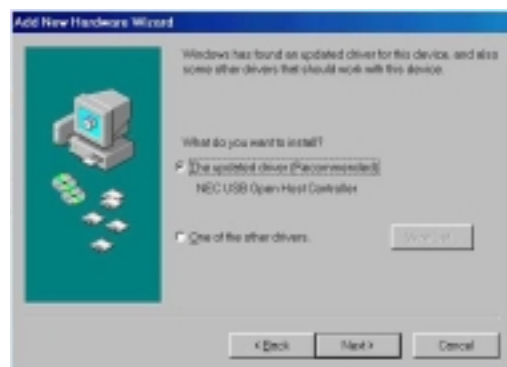 Add New Hardware Wizard
Windows has found an updated driver for this device, and also
some other drivers that should work with this device.
What do you want to install?
The updated driver (Recommended)
NEC USB Open Host Controller
One of the other drivers.
View List...
< Back
Next >
Cancel